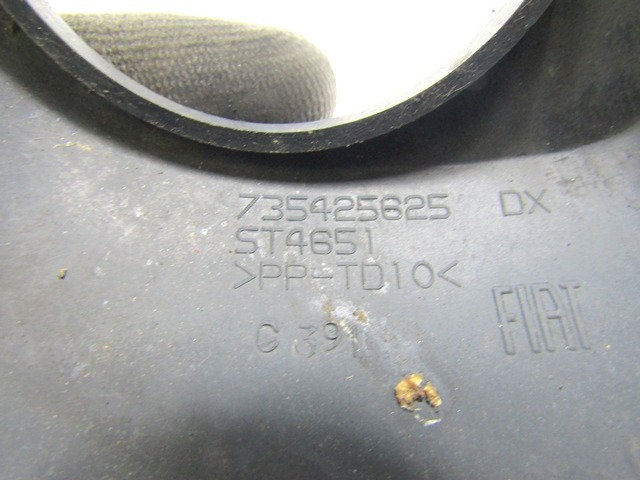 735425625 DX
ST4651
>PP-TD10<
FIAT
C 391